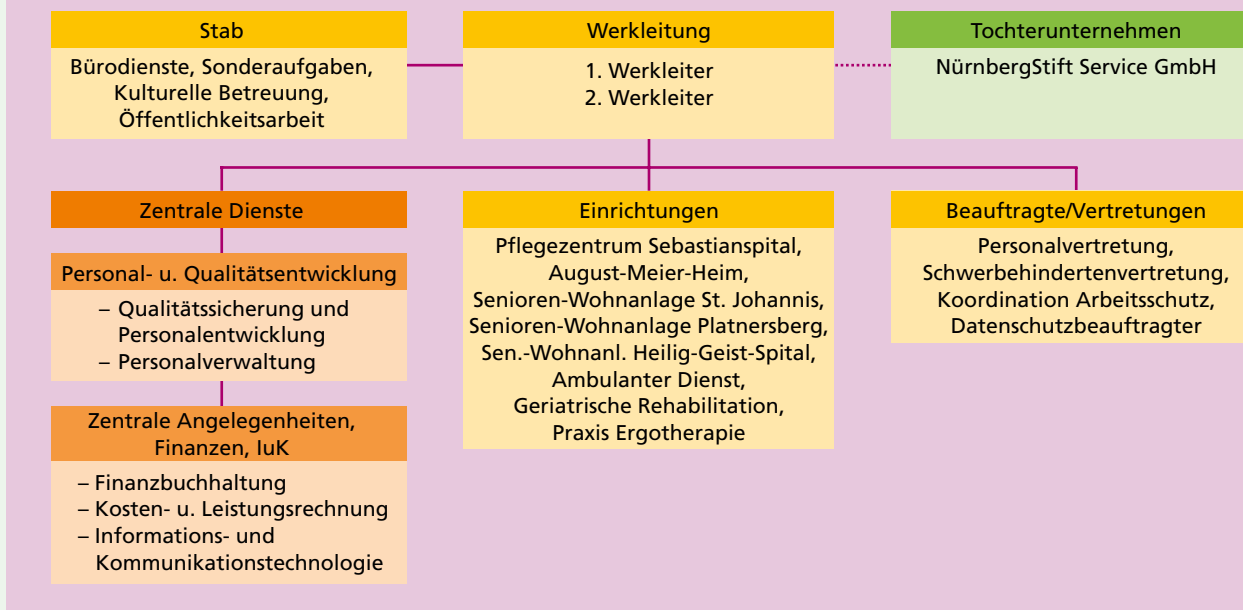 Stab
Bürodienste, Sonderaufgaben,
Kulturelle Betreuung,
Öffentlichkeitsarbeit
Werkleitung
1. Werkleiter
2. Werkleiter
Tochterunternehmen
NürnbergStift Service GmbH
Zentrale Dienste
Personal- u. Qualitätsentwicklung
– Qualitätssicherung und
Personalentwicklung
– Personalverwaltung
Zentrale Angelegenheiten,
Finanzen, IuK
– Finanzbuchhaltung
– Kosten- u. Leistungsrechnung
– Informations- und
Kommunikationstechnologie
Einrichtungen
Pflegezentrum Sebastianspital,
August-Meier-Heim,
Senioren-Wohnanlage St. Johannis,
Senioren-Wohnanlage Platnersberg,
Sen.-Wohnanl. Heilig-Geist-Spital,
Ambulanter Dienst,
Geriatrische Rehabilitation,
Praxis Ergotherapie
Beauftragte/Vertretungen
Personalvertretung,
Schwerbehindertenvertretung,
Koordination Arbeitsschutz,
Datenschutzbeauftragter